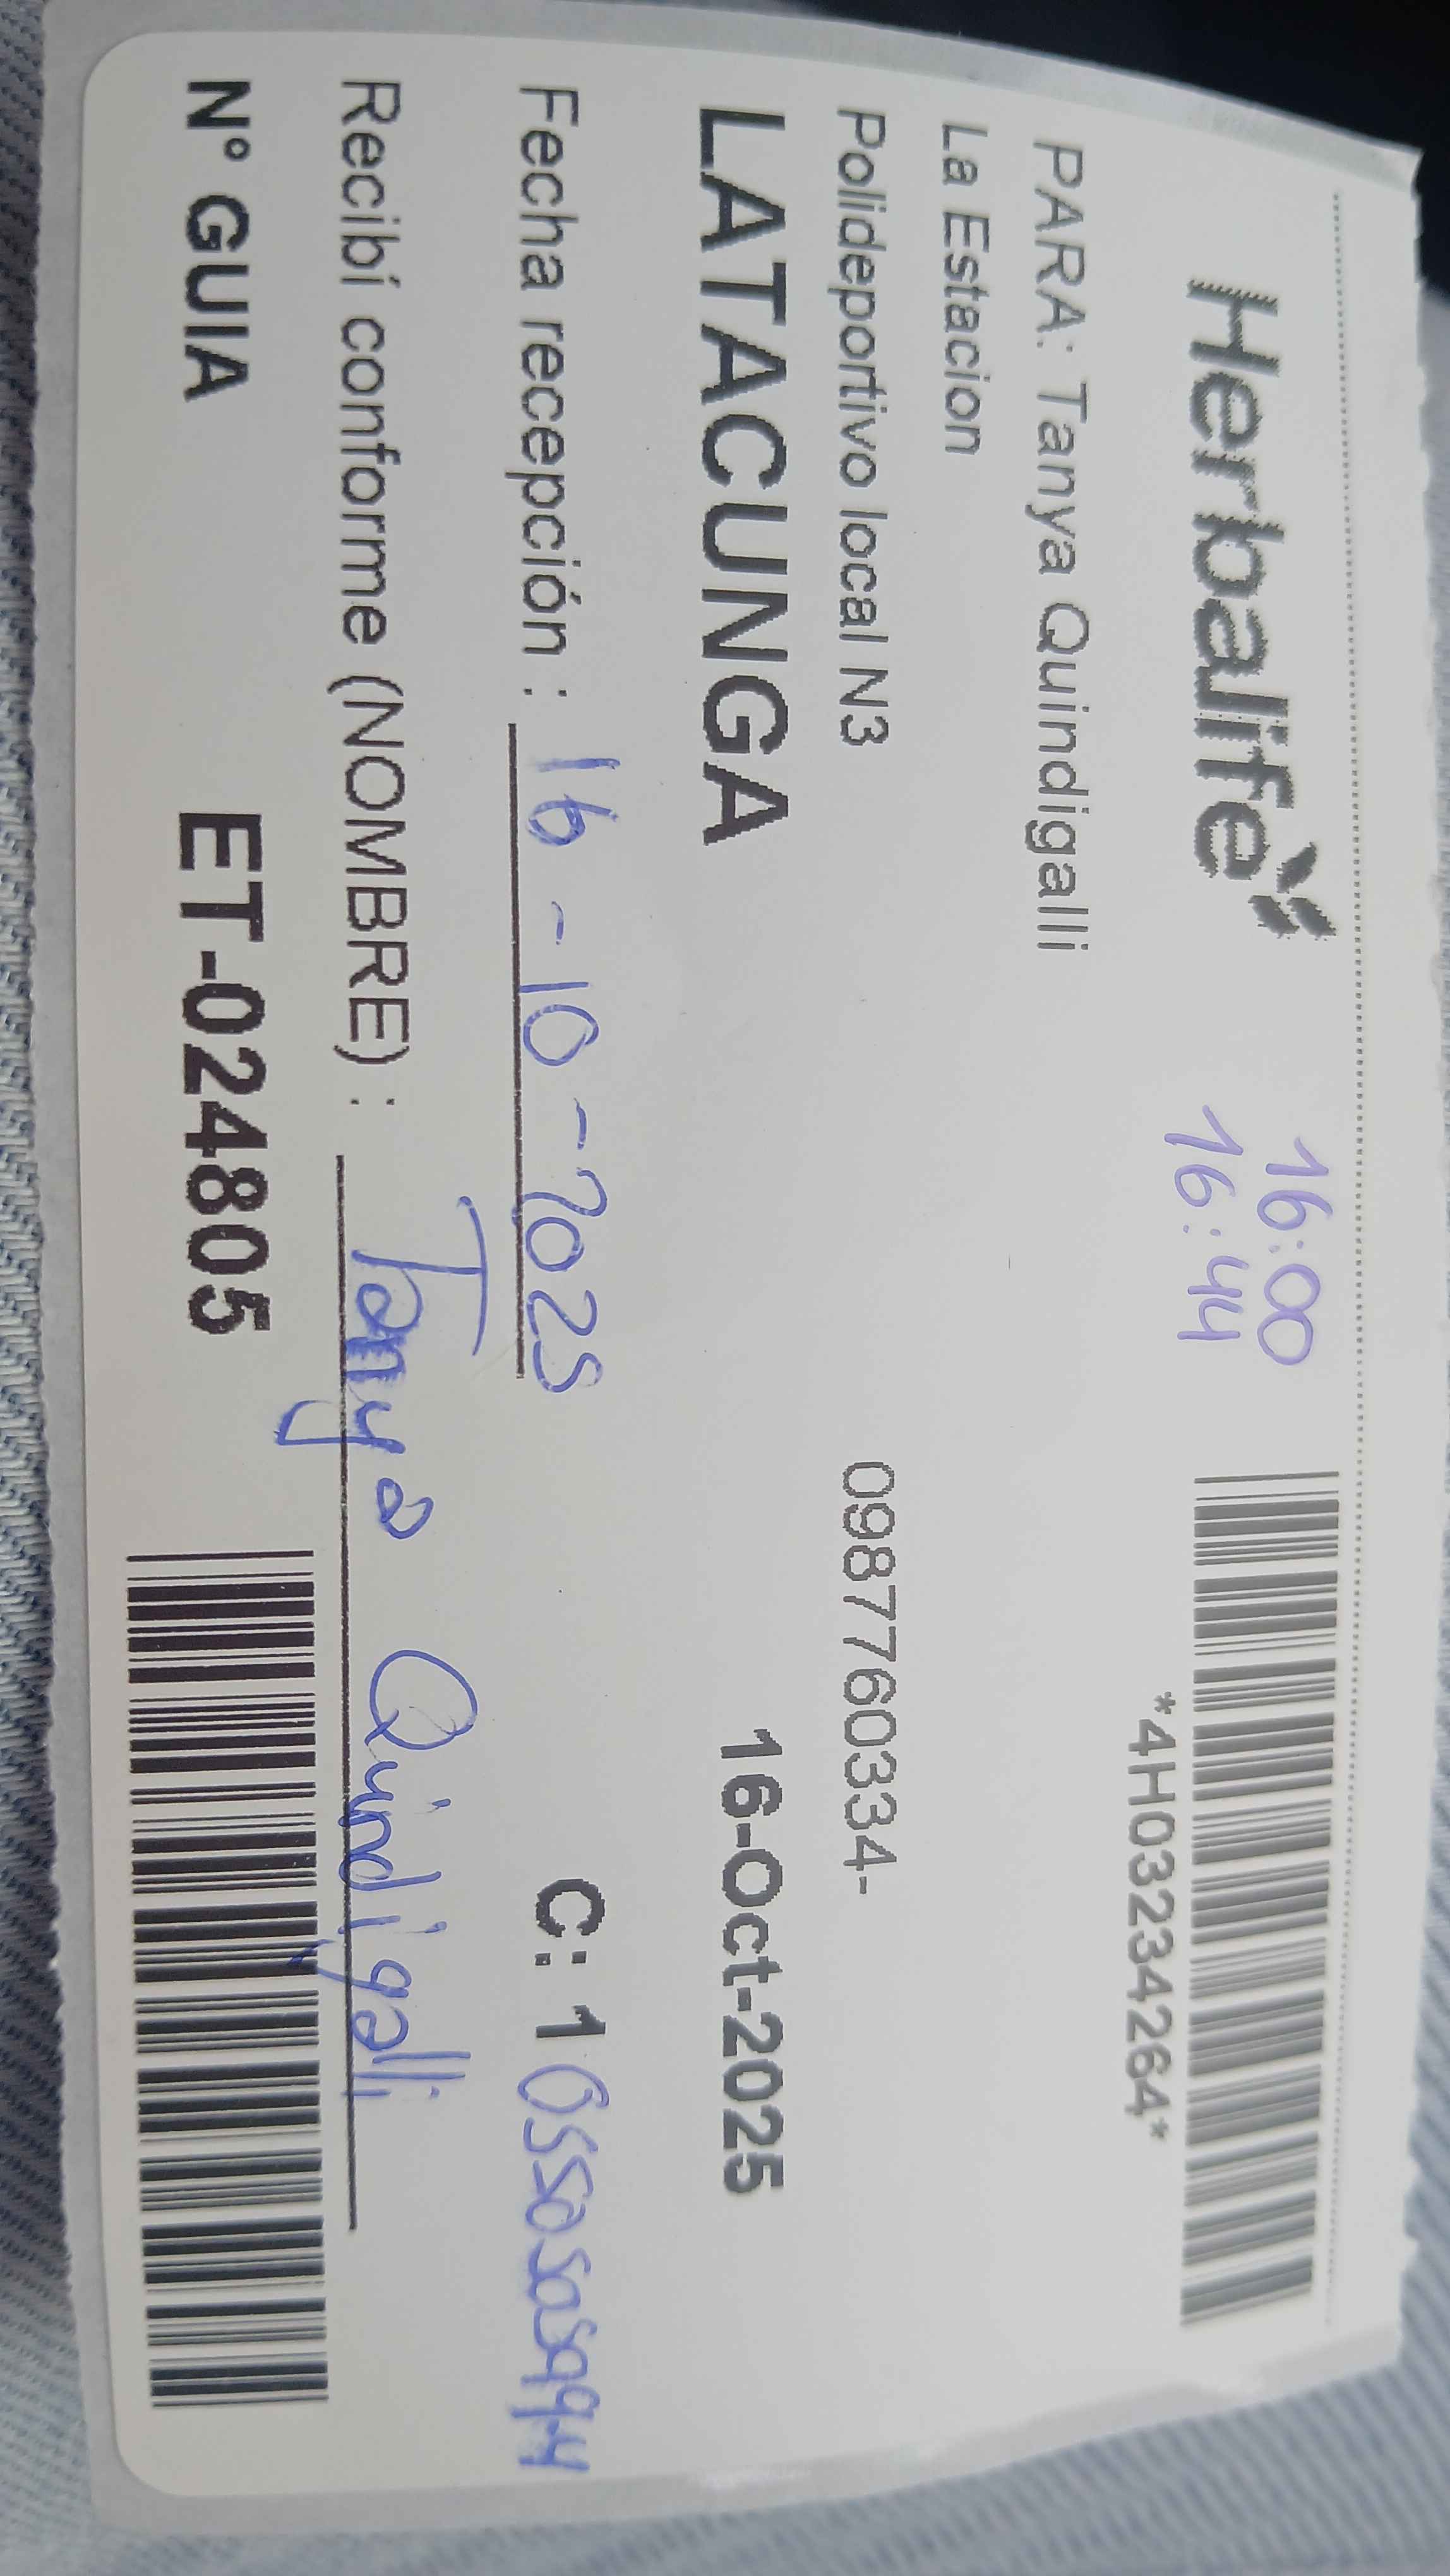 Herbalife
16:00
16:44
*4H03234264*
PARA: Tanya Quindigalli
La Estacion
Polideportivo local N3 0987760334-
LATACUNGA 16-Oct-2025
Fecha recepción : 16-10-2025 C: 1
Recibí conforme (NOMBRE) : Tanya Quindigalli
N° GUIA ET-024805